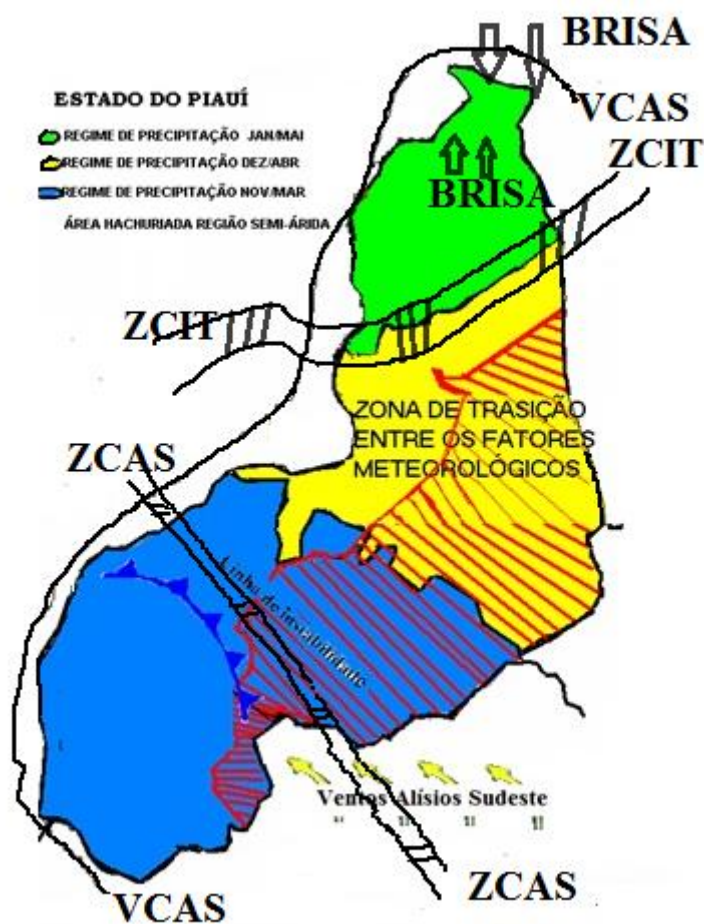 BRISA
ESTADO DO PIAUÍ
VCAS
REGIME DE PRECIPITAÇÃO JAN/MAI
ZCIT
REGIME DE PRECIPITAÇÃO DEZ/ABR
REGIME DE PRECIPITAÇÃO NOV/MAR
BRISA
ÁREA HACHURIADA REGIÃO SEMI-ÁRIDA
ZCIT
ZONA DE TRASIÇÃO
ENTRE OS FATORES
METEOROLÓGICOS
ZCAS
Linha de instabilidade
Ventos Alísios Sudeste
VCAS
ZCAS